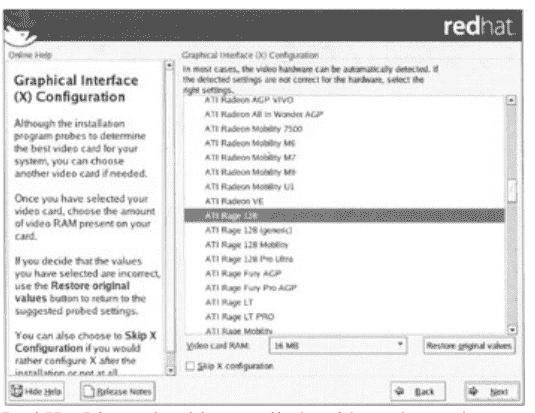 redhat.
Online Help
Graphical Interface
(X) Configuration
Although the installation
program probes to determine
the best video card for your
system, you can choose
another video card if needed.
Once you have selected your
video card, choose the amount
of video RAM present on your
card.
If you decide that the values
you have selected are incorrect,
use the Restore original
values button to return to the
suggested probed settings.
You can also choose to Skip X
Configuration if you would
rather configure X after the
installation or not at all.
Graphical Interface (X) Configuration
In most cases, the video hardware can be automatically detected. If
the detected settings are not correct for the hardware, select the
right settings.
ATI Radeon AGP VIVO
ATI Radeon All in Wonder AGP
ATI Radeon Mobility 7500
ATI Radeon Mobility M6
ATI Radeon Mobility M7
ATI Radeon Mobility M9
ATI Radeon Mobility U1
ATI Radeon VE
ATI Rage 128
ATI Rage 128 (generic)
ATI Rage 128 Mobility
ATI Rage 128 Pro Ultra
ATI Rage Fury AGP
ATI Rage Fury Pro AGP
ATI Rage LT
ATI Rage LT PRO
ATI Rage Mobility
Video card RAM:
16 MB
Restore original values
Skip X configuration
Hide Help
Release Notes
Back
Next